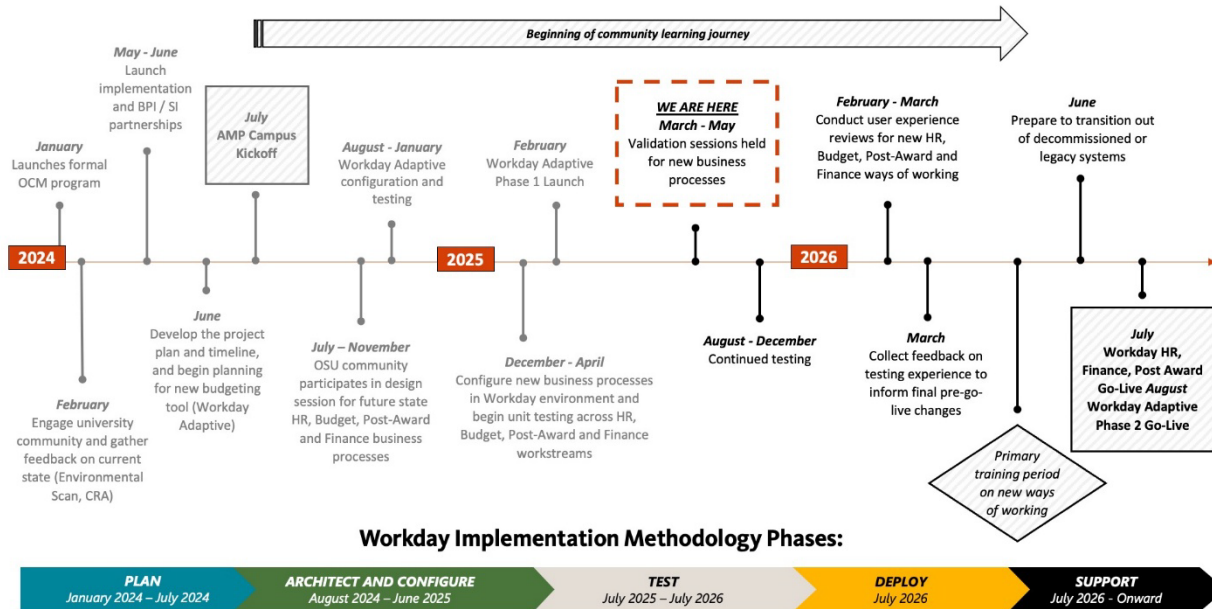 Beginning of community learning journey
May - June
Launch
implementation
and BPI / SI
partnerships
July
AMP Campus
Kickoff
January
Launches formal
OCM program
August - January
Workday Adaptive
configuration and
testing
February
Workday Adaptive
Phase 1 Launch
WE ARE HERE
March - May
Validation sessions held
for new business
processes
February - March
Conduct user experience
reviews for new HR,
Budget, Post-Award and
Finance ways of working
June
Prepare to transition out
of decommissioned or
legacy systems
2024
2025
2026
February
Engage university
community and gather
feedback on current
state (Environmental
Scan, CRA)
June
Develop the project
plan and timeline,
and begin planning
for new budgeting
tool (Workday
Adaptive)
July – November
OSU community
participates in design
session for future state
HR, Budget, Post-Award
and Finance business
processes
December - April
Configure new business processes
in Workday environment and
begin unit testing across HR,
Budget, Post-Award and Finance
workstreams
August - December
Continued testing
March
Collect feedback on
testing experience to
inform final pre-go-
live changes
Primary
training period
on new ways
of working
July
Workday HR,
Finance, Post Award
Go-Live August
Workday Adaptive
Phase 2 Go-Live
Workday Implementation Methodology Phases:
PLAN
January 2024 – July 2024
ARCHITECT AND CONFIGURE
August 2024 – June 2025
TEST
July 2025 – July 2026
DEPLOY
July 2026
SUPPORT
July 2026 - Onward